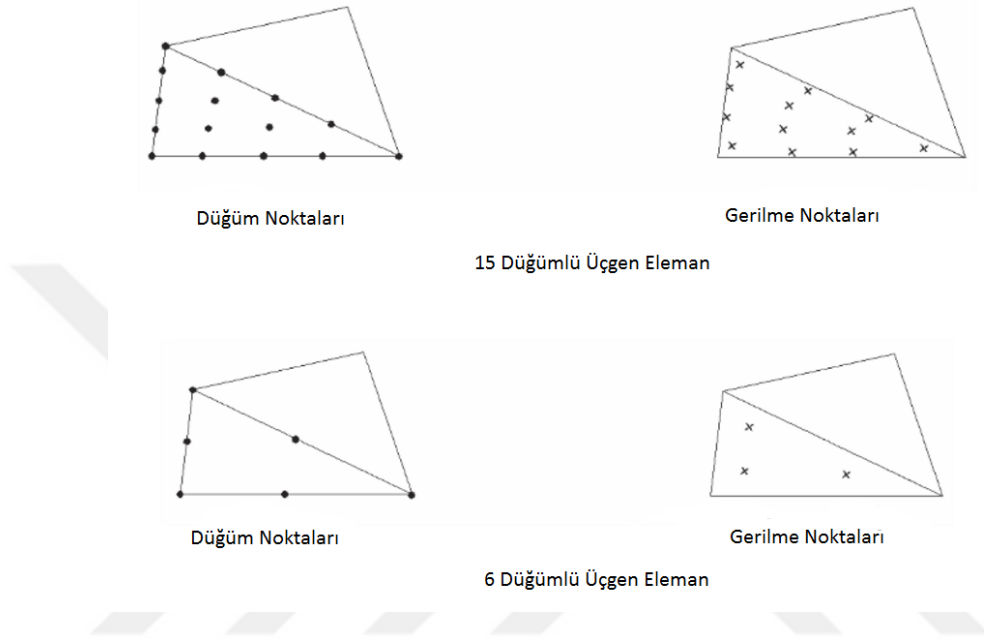 Düğüm Noktaları
Gerilme Noktaları
15 Düğümlü Üçgen Eleman
Düğüm Noktaları
Gerilme Noktaları
6 Düğümlü Üçgen Eleman